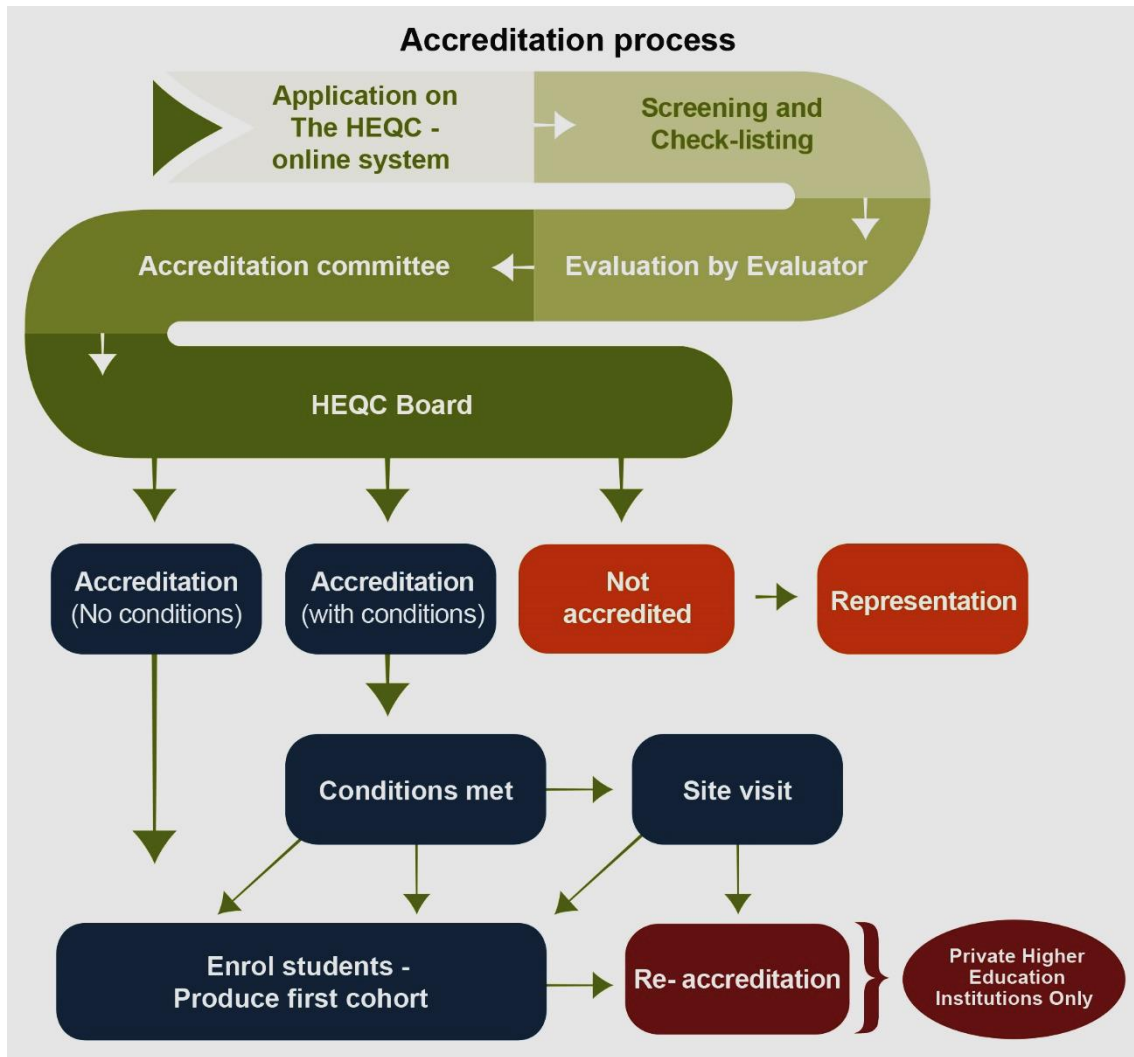 Accreditation process
Application on
The HEQC -
online system
Screening and
Check-listing
Accreditation committee
Evaluation by Evaluator
HEQC Board
Accreditation
(No conditions)
Accreditation
(with conditions)
Not
accredited
Representation
Conditions met
Site visit
Enrol students -
Produce first cohort
Re- accreditation
Private Higher
Education
Institutions Only